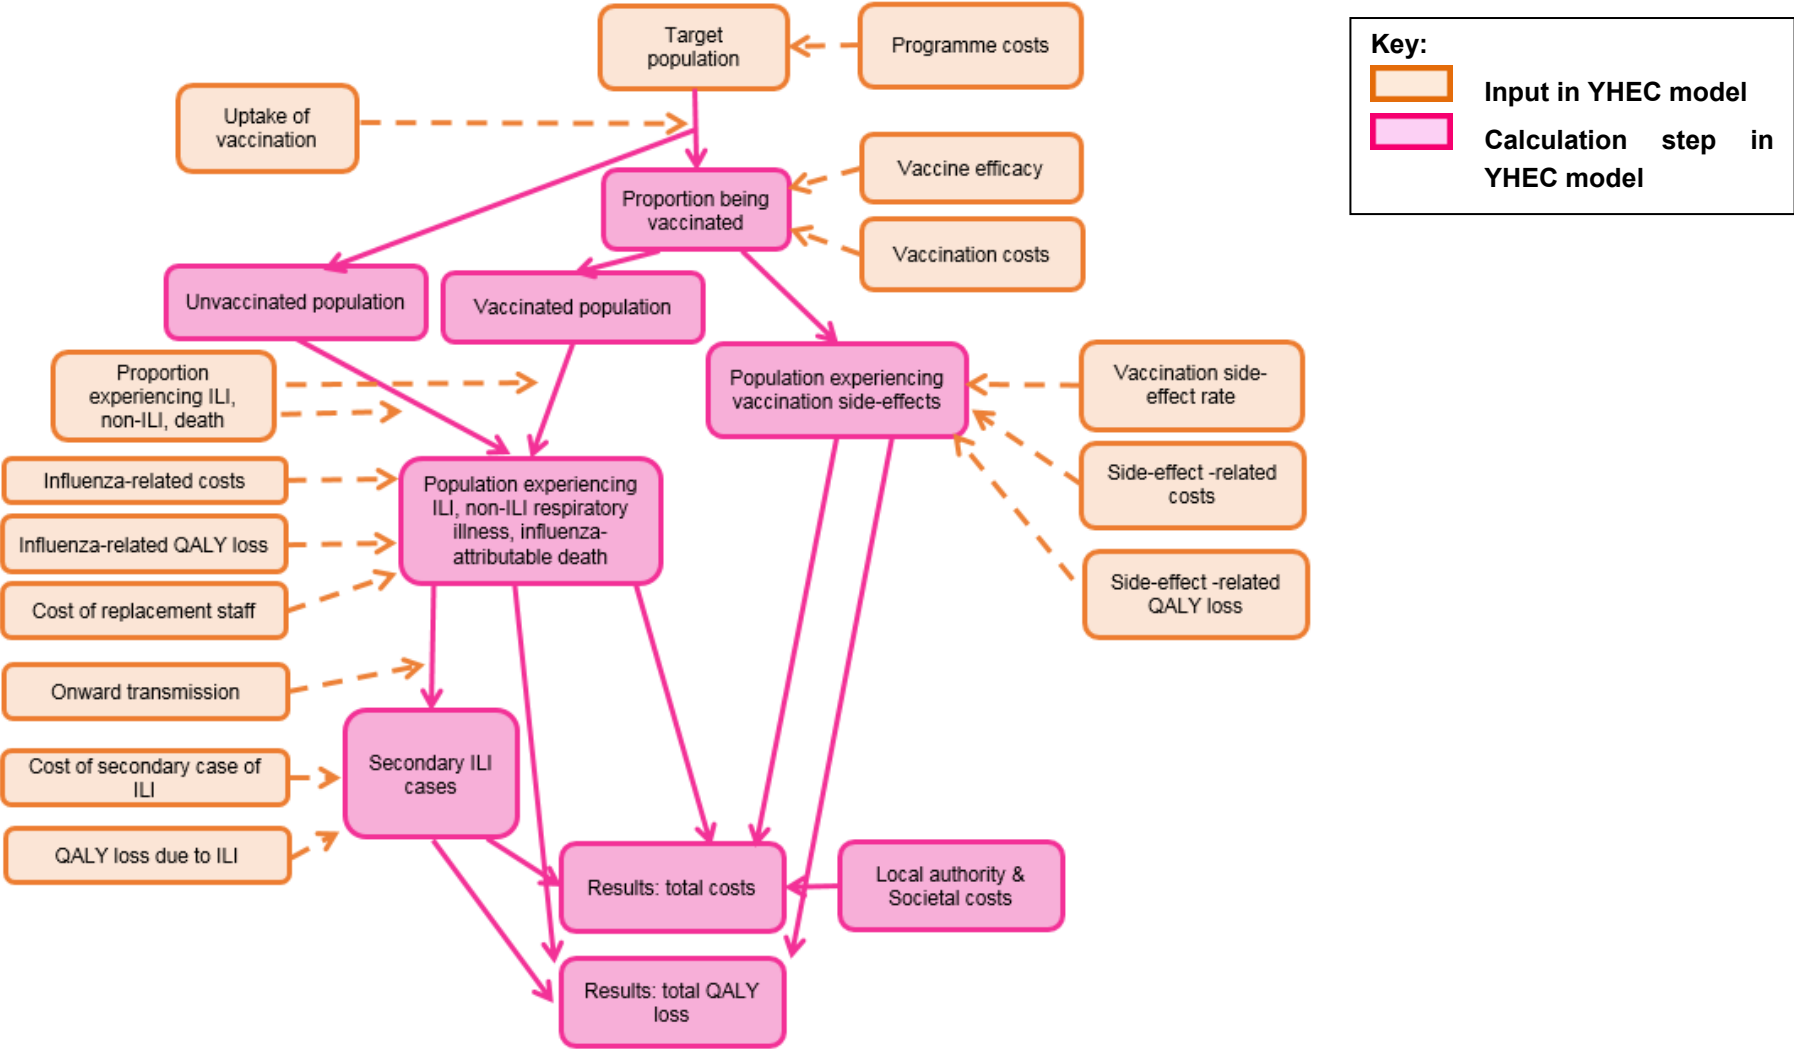 Target
population
Programme costs
Key:
Input in YHEC model
Calculation step in
YHEC model
Uptake of
vaccination
Vaccine efficacy
Proportion being
vaccinated
Vaccination costs
Unvaccinated population
Vaccinated population
Proportion
experiencing ILI,
non-ILI, death
Population experiencing
vaccination side-effects
Vaccination side-
effect rate
Influenza-related costs
Population experiencing
ILI, non-ILI respiratory
illness, influenza-
attributable death
Side-effect -related
costs
Influenza-related QALY loss
Cost of replacement staff
Side-effect -related
QALY loss
Onward transmission
Secondary ILI
cases
Cost of secondary case of
ILI
QALY loss due to ILI
Results: total costs
Local authority &
Societal costs
Results: total QALY
loss